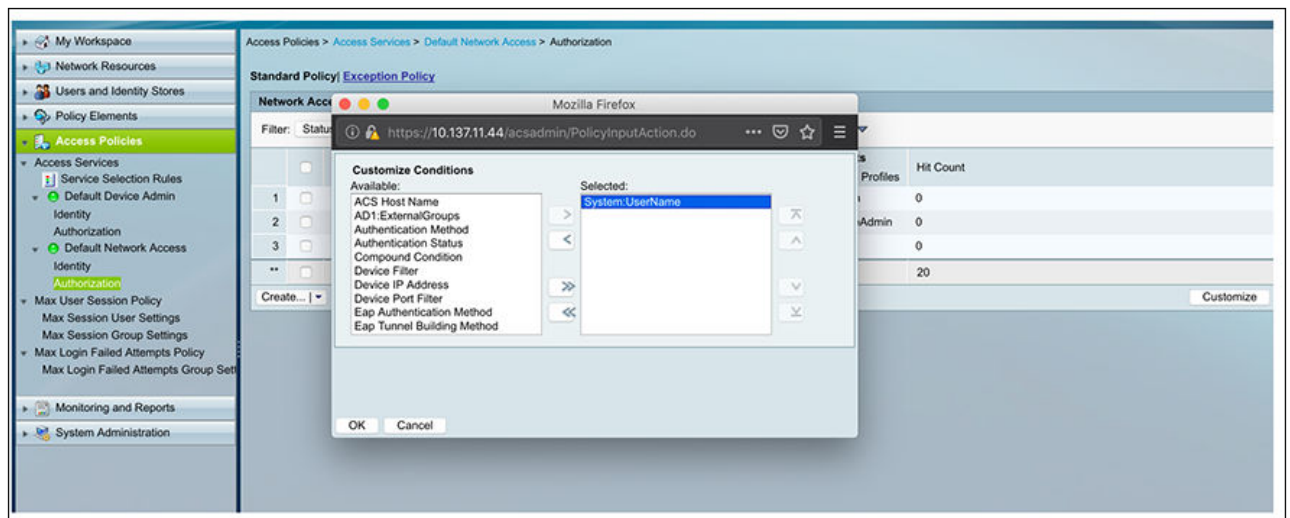 My Workspace
Network Resources
Users and Identity Stores
Policy Elements
Access Policies
Access Services
Service Selection Rules
Default Device Admin
Identity
Authorization
Default Network Access
Identity
Authorization
Max User Session Policy
Max Session User Settings
Max Session Group Settings
Max Login Failed Attempts Policy
Max Login Failed Attempts Group Sett
Monitoring and Reports
System Administration
Access Policies > Access Services > Default Network Access > Authorization
Standard Policy| Exception Policy
Network Acce
Filter: Statu
Profiles
Hit Count
1
0
2
Admin
0
3
0
**
20
Create... |
Customize
Mozilla Firefox
https://10.137.11.44/acsadmin/PolicyInputAction.do
Customize Conditions
Available:
Selected:
ACS Host Name
AD1:ExternalGroups
Authentication Method
Authentication Status
Compound Condition
Device Filter
Device IP Address
Device Port Filter
Eap Authentication Method
Eap Tunnel Building Method
System:UserName
OK
Cancel